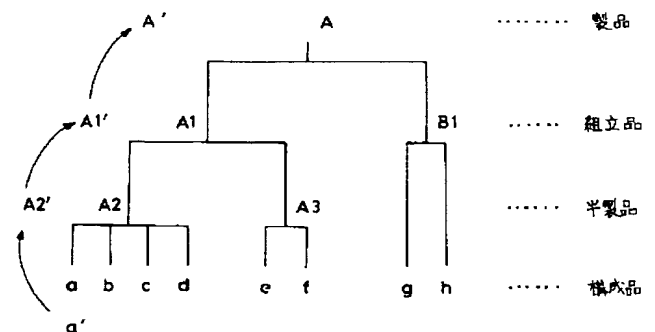 A' A ...... 製品
A1' A1 B1 ...... 組立品
A2' A2 A3 ...... 半製品
a b c d e f g h ...... 構成品
a'